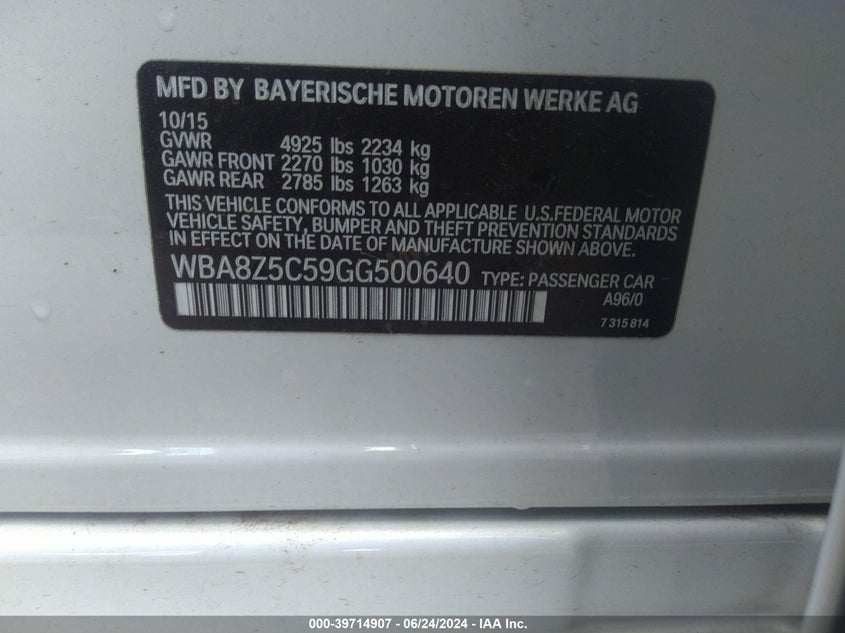 MFD BY BAYERISCHE MOTOREN WERKE AG
10/15
GVWR 4925 lbs 2234 kg
GAWR FRONT 2270 lbs 1030 kg
GAWR REAR 2785 lbs 1263 kg
THIS VEHICLE CONFORMS TO ALL APPLICABLE U.S.FEDERAL MOTOR
VEHICLE SAFETY, BUMPER AND THEFT PREVENTION STANDARDS
IN EFFECT ON THE DATE OF MANUFACTURE SHOWN ABOVE.
WBA8Z5C59GG500640 TYPE: PASSENGER CAR
A96/0
7 315 814
000-39714907 / 06/24/2024 - IAA Inc.